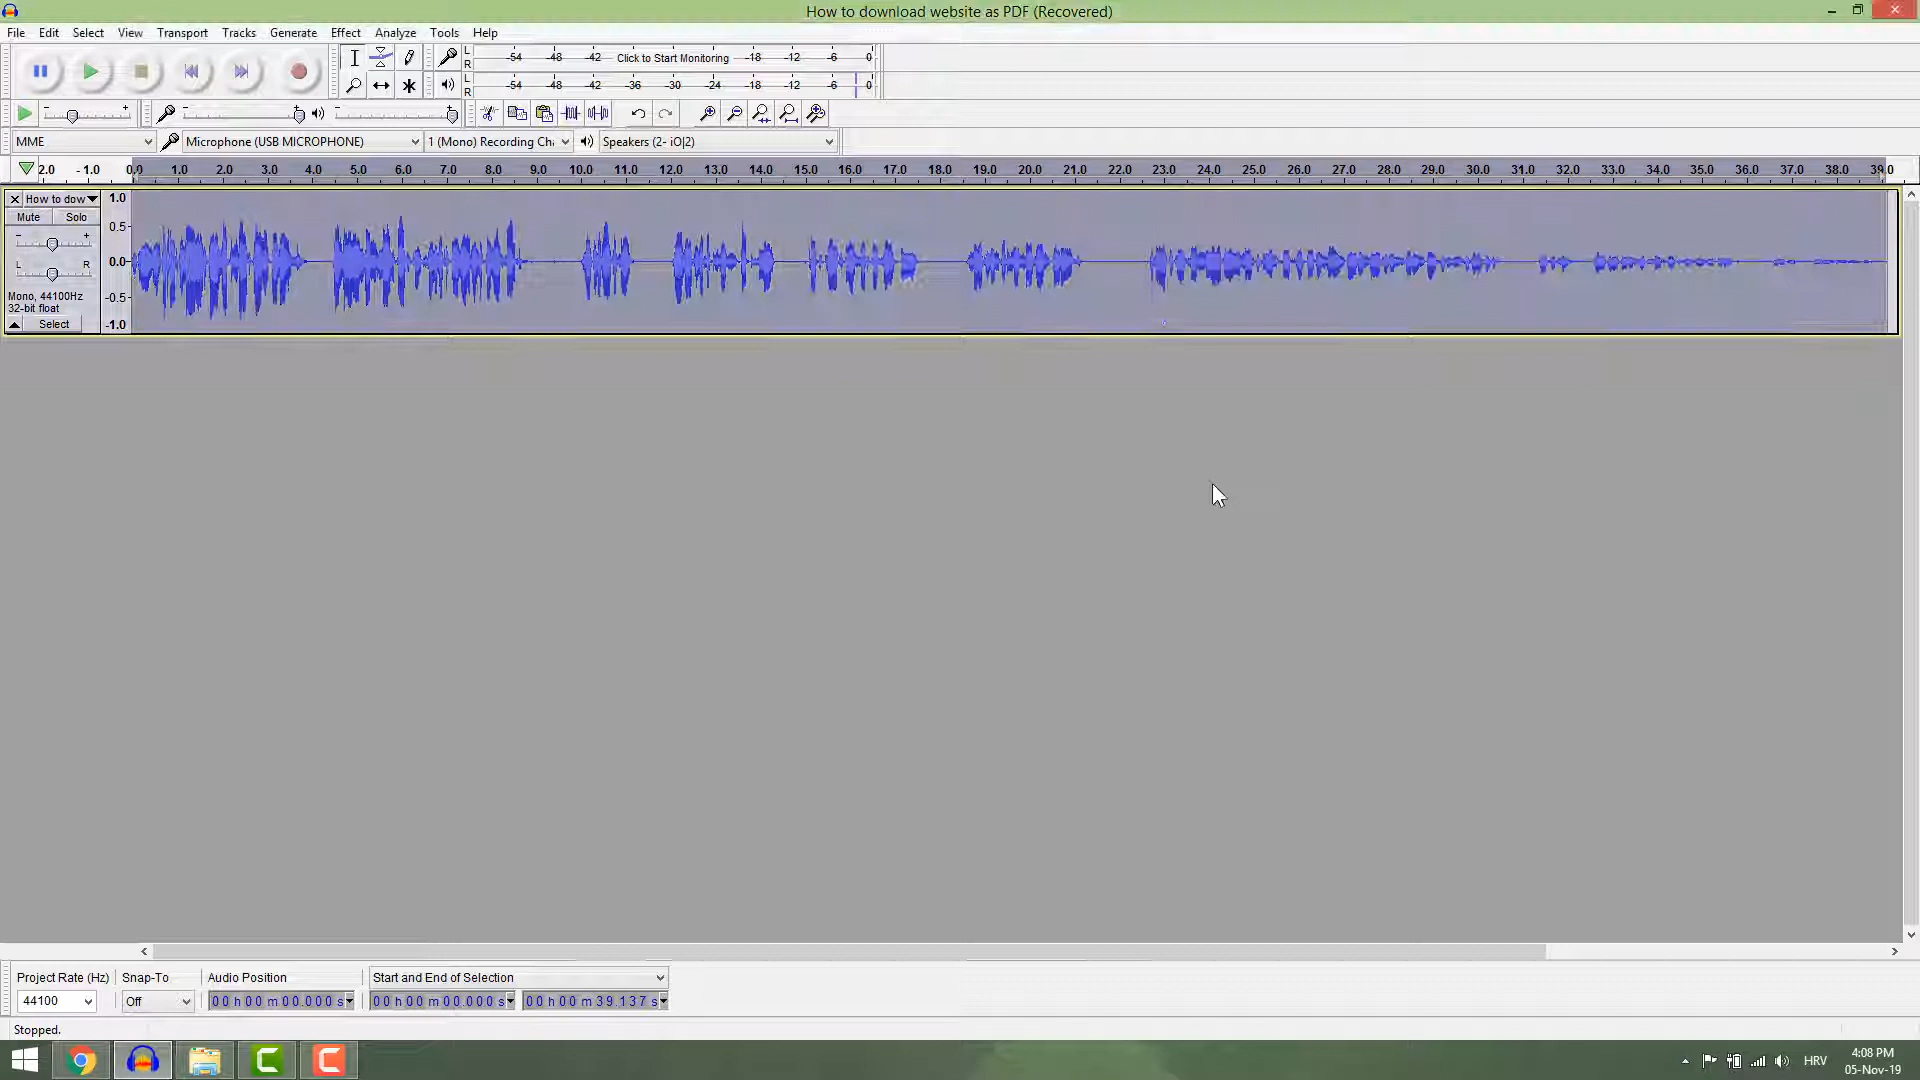 How to download website as PDF (Recovered)
File Edit Select View Transport Tracks Generate Effect Analyze Tools Help
L R -54 -48 -42 Click to Start Monitoring -18 -12 -6 0
L R -54 -48 -42 -36 -30 -24 -18 -12 -6 0
- + - + - +
MME Microphone (USB MICROPHONE) 1 (Mono) Recording Cha Speakers (2- iO|2)
2.0 - 1.0 0.0 1.0 2.0 3.0 4.0 5.0 6.0 7.0 8.0 9.0 10.0 11.0 12.0 13.0 14.0 15.0 16.0 17.0 18.0 19.0 20.0 21.0 22.0 23.0 24.0 25.0 26.0 27.0 28.0 29.0 30.0 31.0 32.0 33.0 34.0 35.0 36.0 37.0 38.0 39.0
How to dow 1.0
Mute Solo
- + 0.5
L R 0.0
Mono, 44100Hz -0.5
32-bit float
Select -1.0
Project Rate (Hz) Snap-To Audio Position Start and End of Selection
44100 Off 00 h 00 m 00.000 s 00 h 00 m 00.000 s 00 h 00 m 39.137 s
Stopped.
HRV 4:08 PM
05-Nov-19